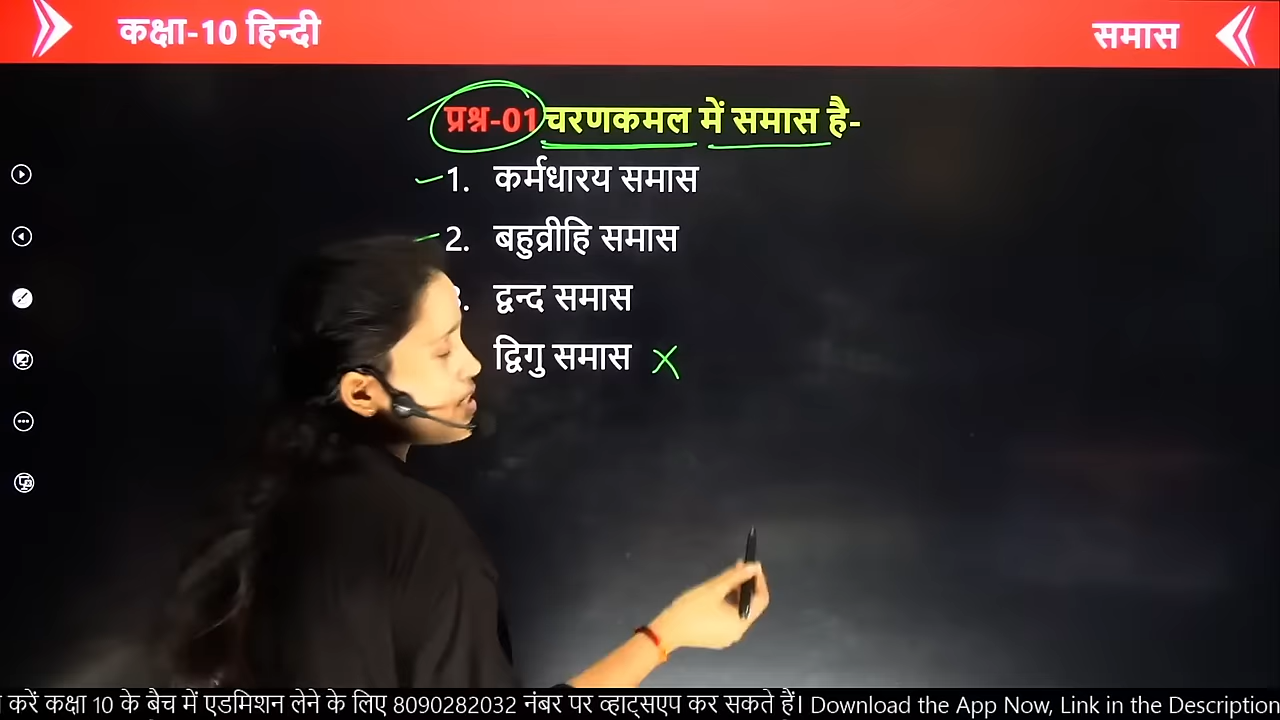 कक्षा-10 हिन्दी
समास
प्रश्न-01 चरणकमल में समास है-
1. कर्मधारय समास
2. बहुव्रीहि समास
द्वन्द समास
द्विगु समास
करें कक्षा 10 के बैच में एडमिशन लेने के लिए 8090282032 नंबर पर व्हाट्सएप कर सकते हैं। Download the App Now, Link in the Description